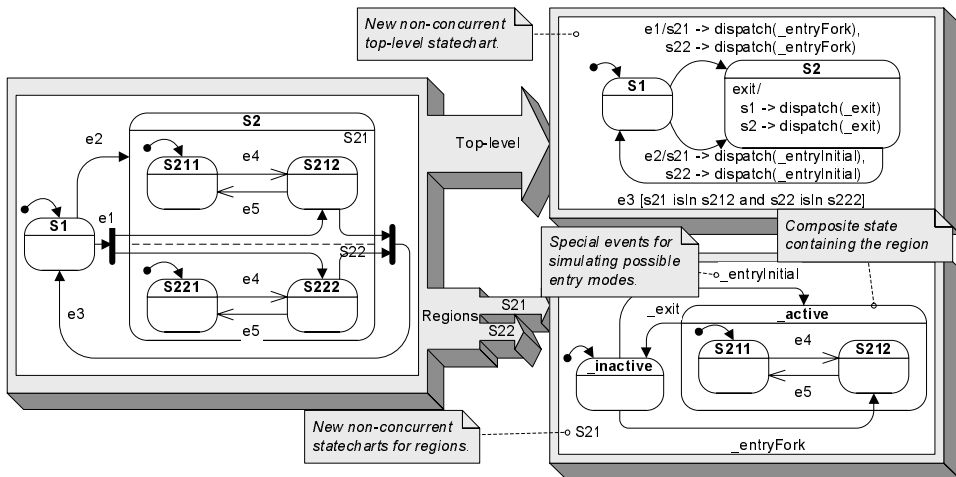 New non-concurrent
top-level statechart.
e1/s21 -> dispatch(_entryFork),
s22 -> dispatch(_entryFork)
S1
S2
exit/
s1 -> dispatch(_exit)
s2 -> dispatch(_exit)
e2/s21 -> dispatch(_entryInitial),
s22 -> dispatch(_entryInitial)
e3 [s21 isIn s212 and s22 isIn s222]
Top-level
S2
S21
e2
S211
e4
S212
e5
e1
S1
S22
S221
e4
S222
e5
e3
Regions
S21
S22
Special events for
simulating possible
entry modes.
Composite state
containing the region
_entryInitial
_exit
_active
S211
e4
S212
e5
_inactive
S21
_entryFork
New non-concurrent
statecharts for regions.